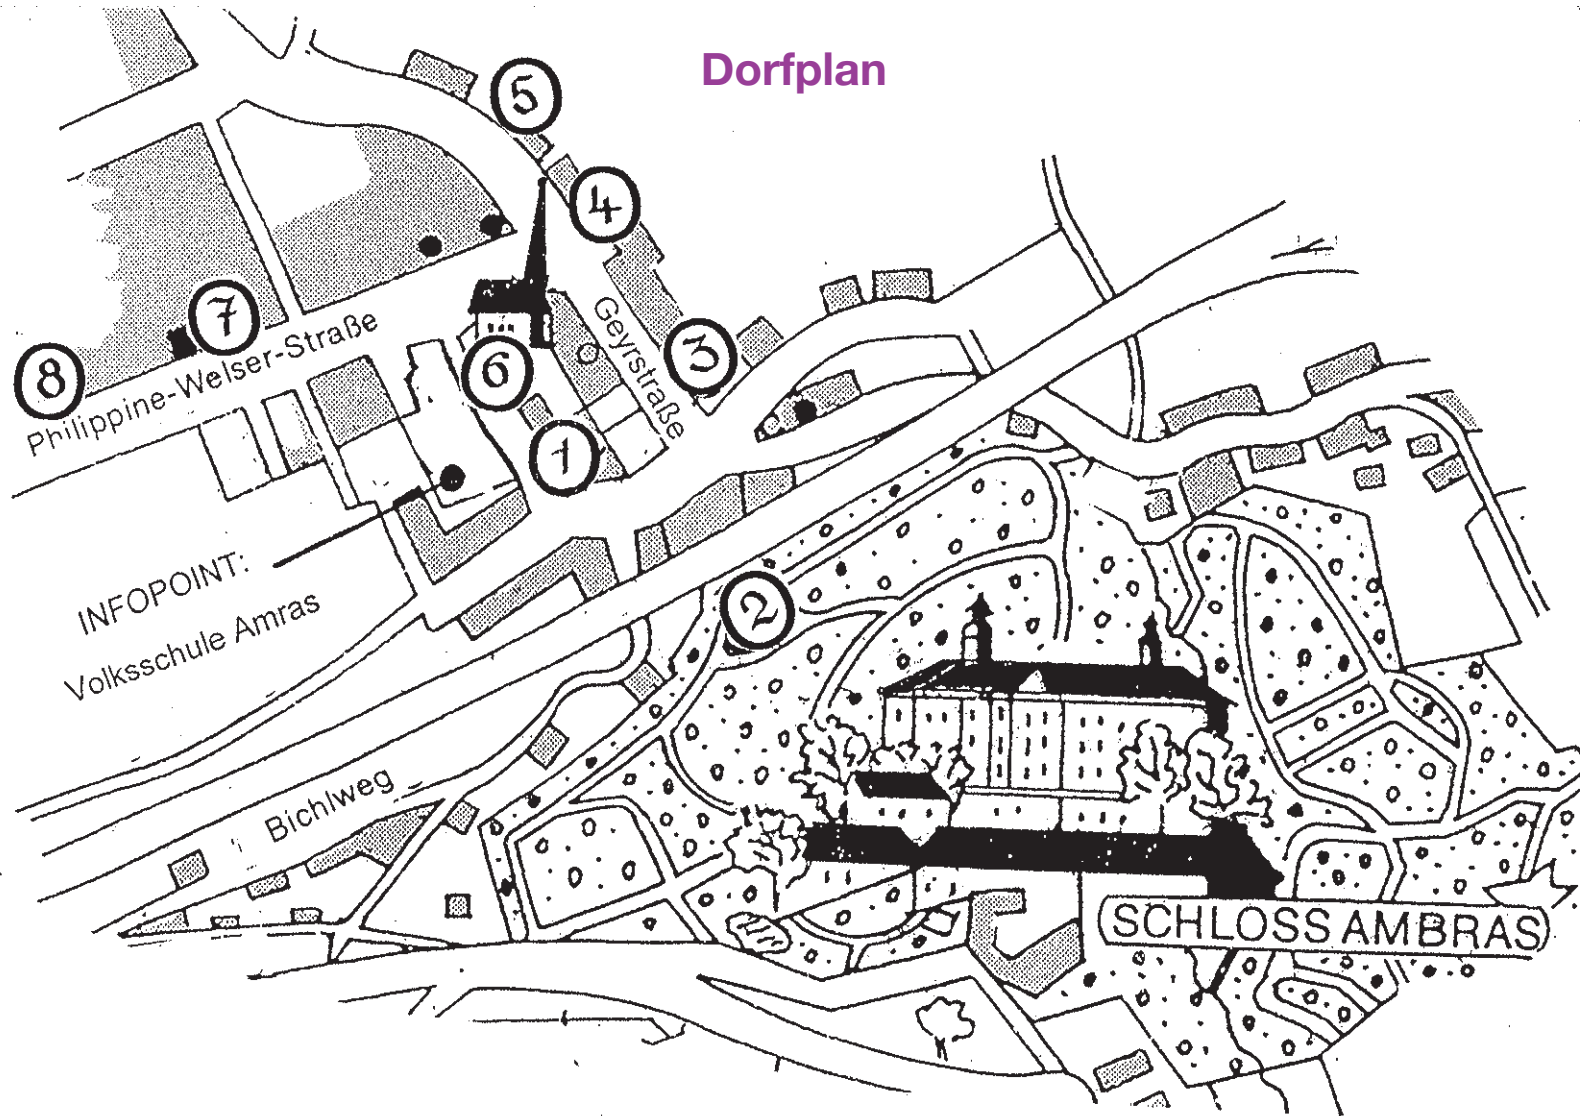 Dorfplan
5
4
7
Geyrstraße
3
8
Philippine-Welser-Straße
6
1
INFOPOINT:
Volksschule Amras
2
Bichlweg
SCHLOSS AMBRAS